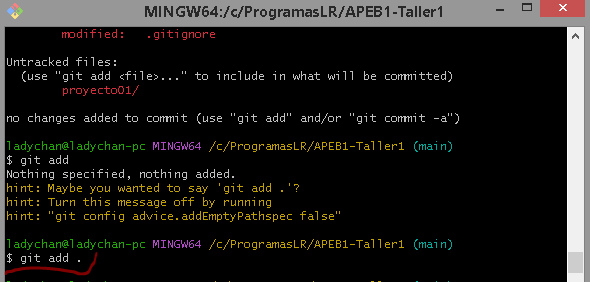 MINGW64:/c/ProgramasLR/APEB1-Taller1
modified: .gitignore
Untracked files:
(use "git add <file>..." to include in what will be committed)
proyecto01/
no changes added to commit (use "git add" and/or "git commit -a")
ladychan@ladychan-pc MINGW64 /c/ProgramasLR/APEB1-Taller1 (main)
$ git add
Nothing specified, nothing added.
hint: Maybe you wanted to say 'git add .'?
hint: Turn this message off by running
hint: "git config advice.addEmptyPathspec false"
ladychan@ladychan-pc MINGW64 /c/ProgramasLR/APEB1-Taller1 (main)
$ git add .